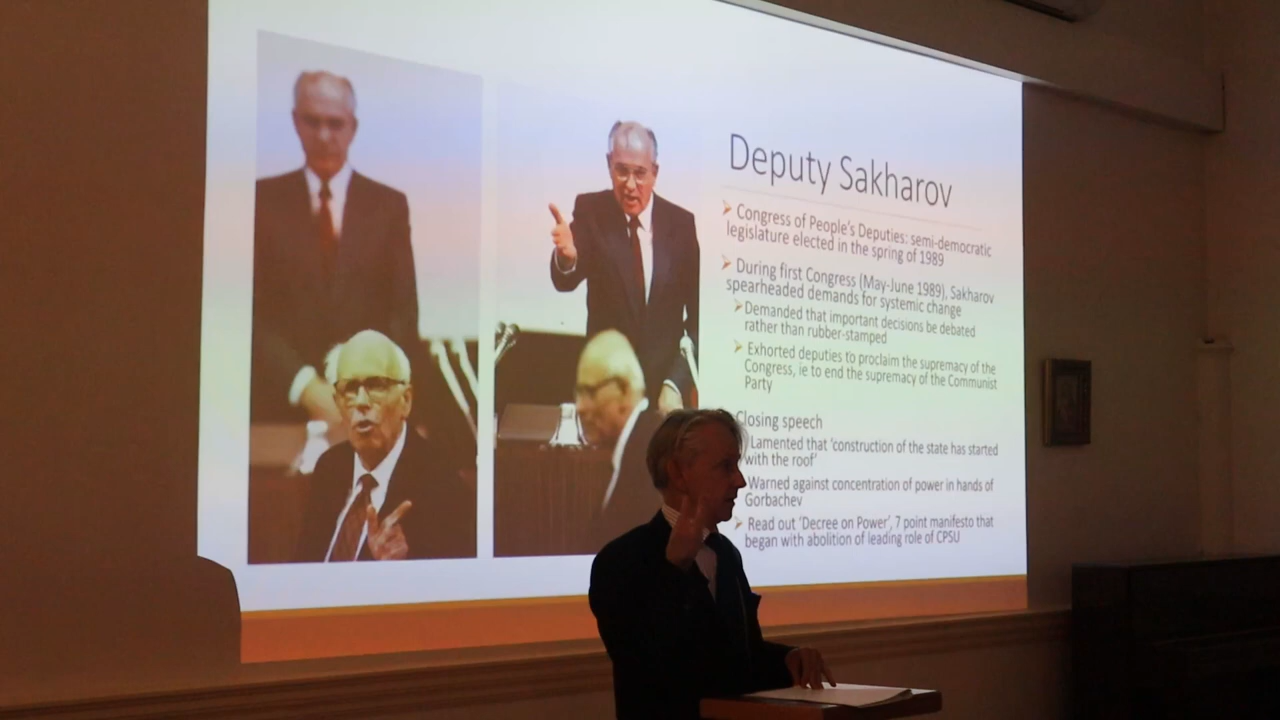 Deputy Sakharov
Congress of People's Deputies: semi-democratic
legislature elected in the spring of 1989
During first Congress (May-June 1989), Sakharov
spearheaded demands for systemic change
Demanded that important decisions be debated
rather than rubber-stamped
Exhorted deputies to proclaim the supremacy of the
Congress, ie to end the supremacy of the Communist
Party
Closing speech
Lamented that 'construction of the state has started
with the roof'
Warned against concentration of power in hands of
Gorbachev
Read out 'Decree on Power', 7 point manifesto that
began with abolition of leading role of CPSU